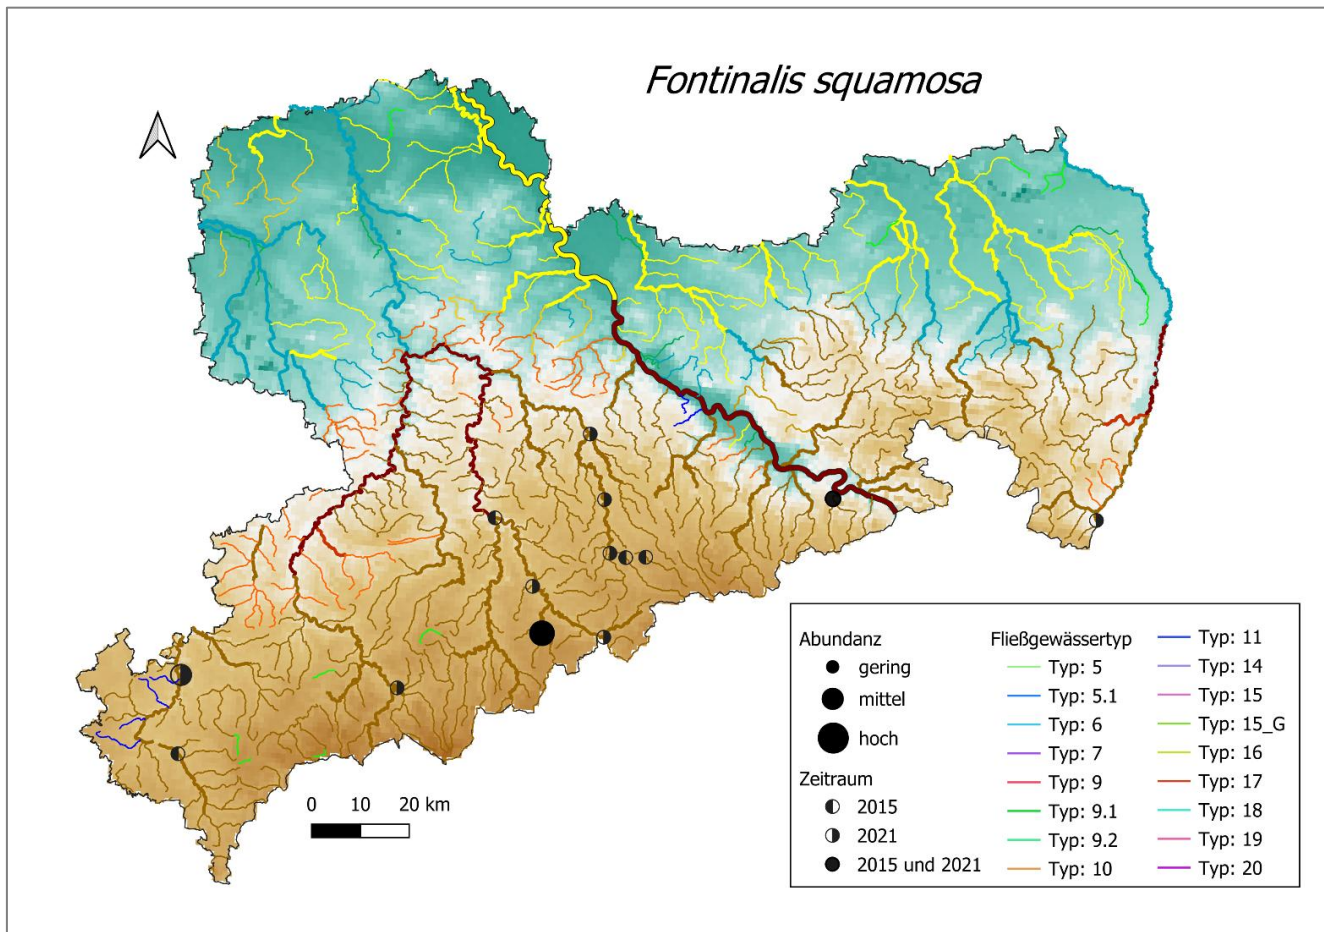 Fontinalis squamosa
Abundanz
gering
mittel
hoch
Zeitraum
2015
2021
2015 und 2021
Fließgewässertyp
Typ: 5
Typ: 5.1
Typ: 6
Typ: 7
Typ: 9
Typ: 9.1
Typ: 9.2
Typ: 10
Typ: 11
Typ: 14
Typ: 15
Typ: 15_G
Typ: 16
Typ: 17
Typ: 18
Typ: 19
Typ: 20
0 10 20 km